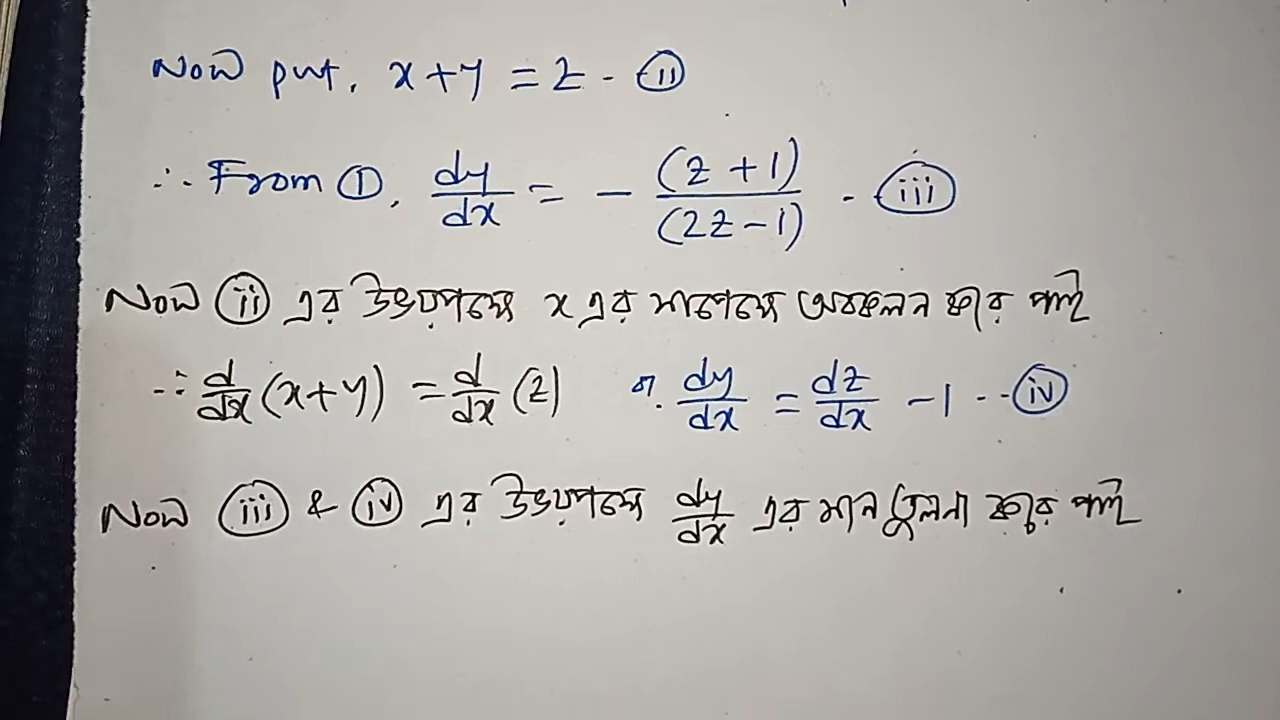 Now put, x+y = z - (ii)
∴ From (1), dy/dx = - (z+1)/(2z-1) - (iii)
Now (ii) এর উভয়পক্ষে x এর সাপেক্ষে অবকলন করে পাই
∴ d/dx (x+y) = d/dx (z) বা, dy/dx = dz/dx - 1 -- (iv)
Now (iii) & (iv) এর উভয়পক্ষে dy/dx এর মান তুলনা করে পাই